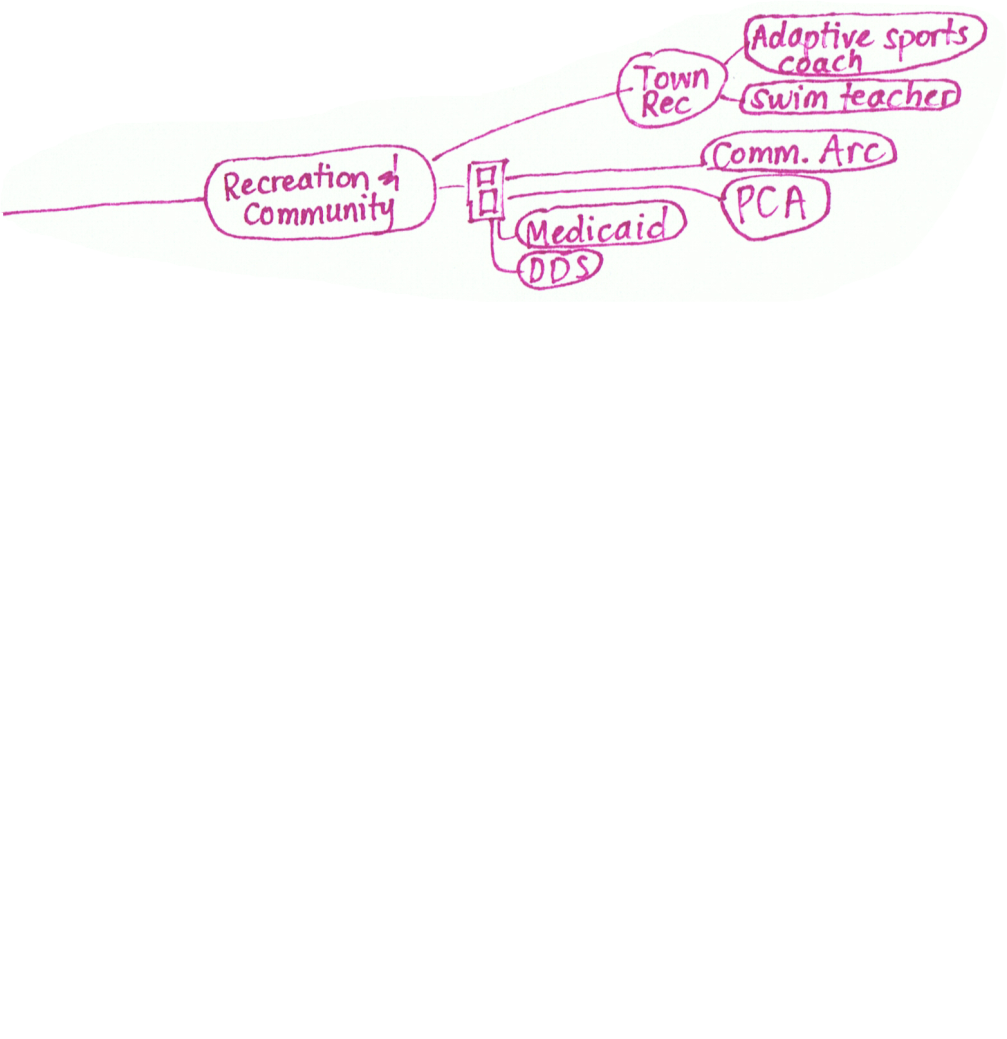 Adaptive sports
coach
Town
Rec
swim teacher
Comm. Arc
Recreation &
Community
PCA
Medicaid
DDS